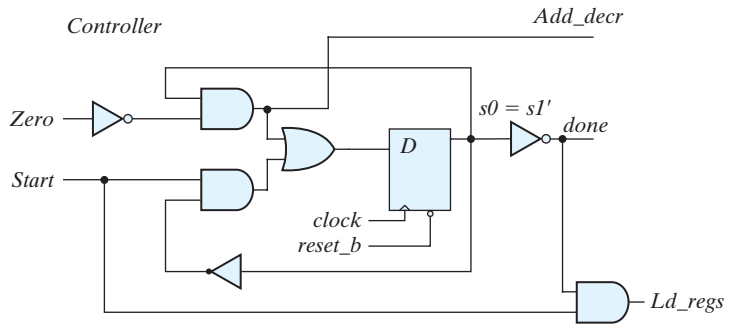 Controller
Add_decr
Zero
s0 = s1′
done
D
Start
clock
reset_b
Ld_regs